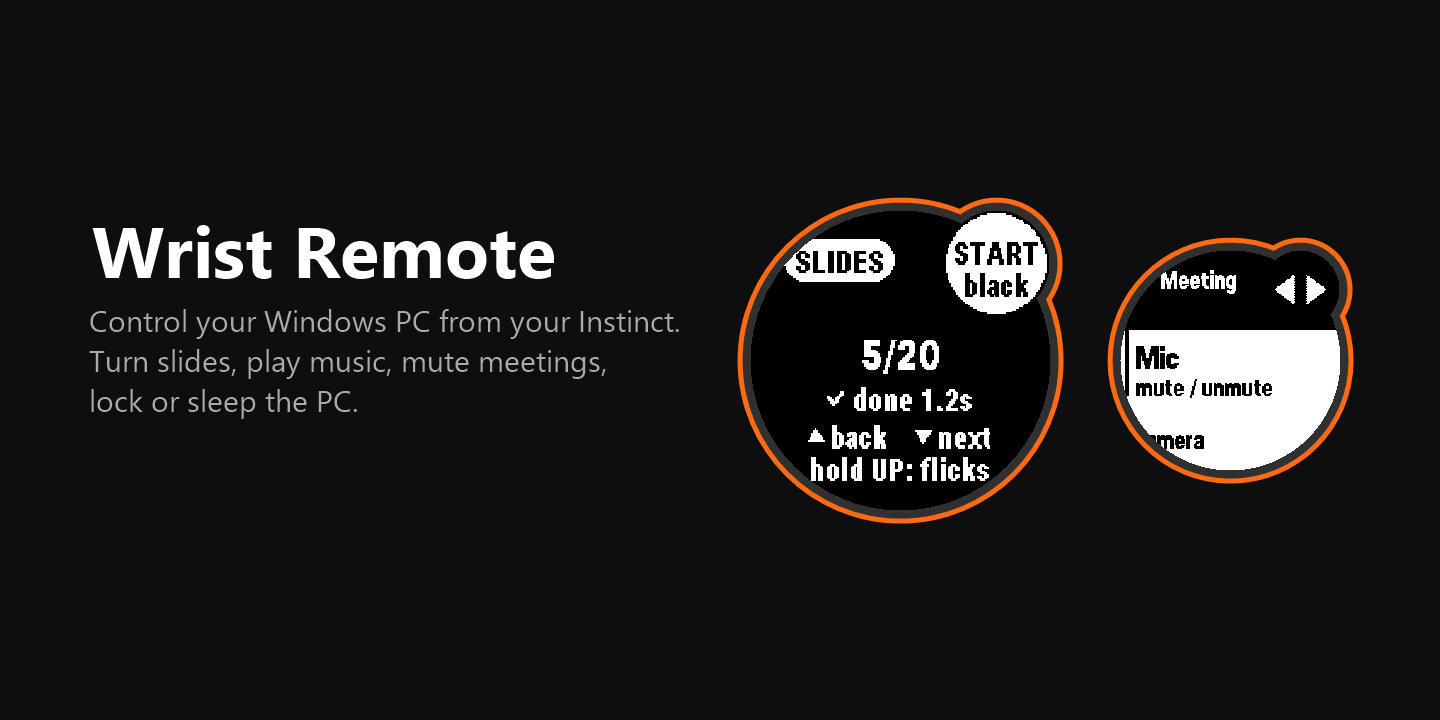 Wrist Remote
Control your Windows PC from your Instinct.
Turn slides, play music, mute meetings,
lock or sleep the PC.
SLIDES
START
black
5/20
done 1.2s
back next
hold UP: flicks
Meeting
Mic
mute / unmute